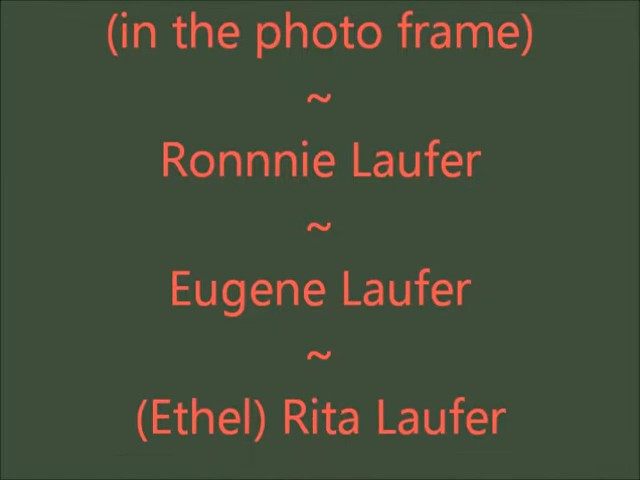 (in the photo frame)
~
Ronnnie Laufer
~
Eugene Laufer
~
(Ethel) Rita Laufer